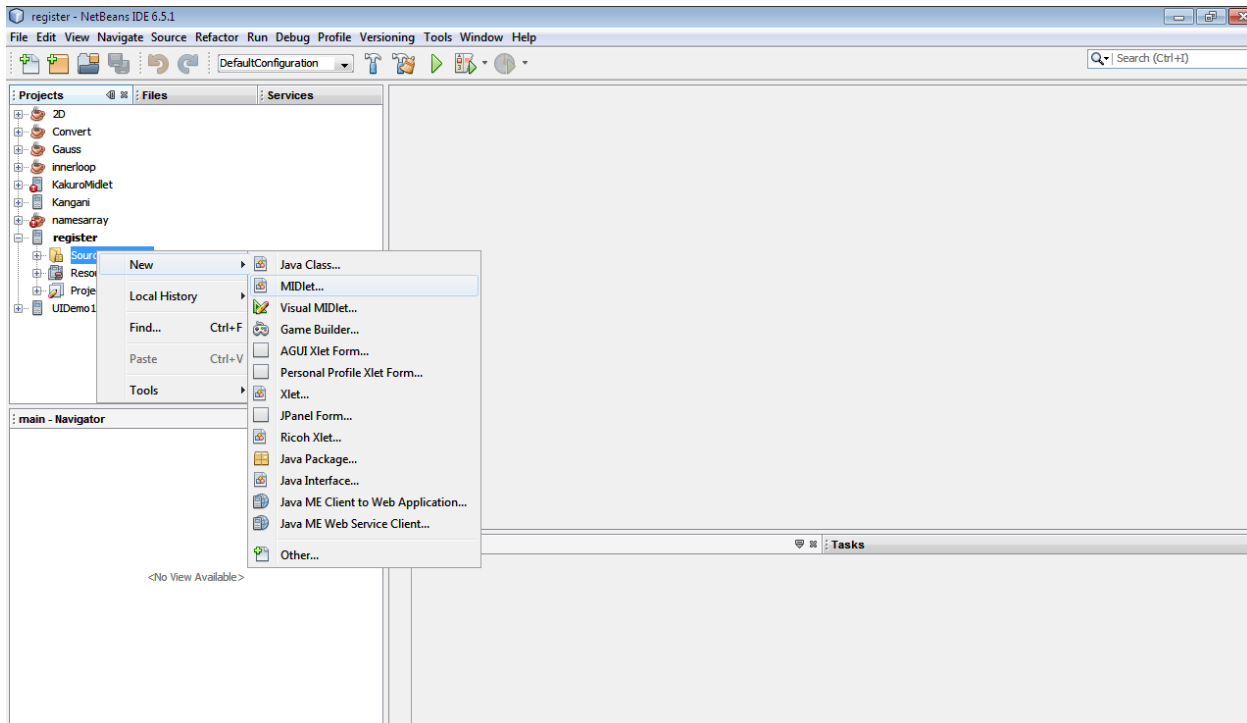 register - NetBeans IDE 6.5.1
File Edit View Navigate Source Refactor Run Debug Profile Versioning Tools Window Help
DefaultConfiguration
Search (Ctrl+I)
Projects Files Services
2D
Convert
Gauss
innerloop
KakuroMidlet
Kangani
namesarray
register
Sourc
Resou
Proje
UIDemo1
New
Local History
Find... Ctrl+F
Paste Ctrl+V
Tools
Java Class...
MIDlet...
Visual MIDlet...
Game Builder...
AGUI Xlet Form...
Personal Profile Xlet Form...
Xlet...
JPanel Form...
Ricoh Xlet...
Java Package...
Java Interface...
Java ME Client to Web Application...
Java ME Web Service Client...
Other...
main - Navigator
<No View Available>
Tasks